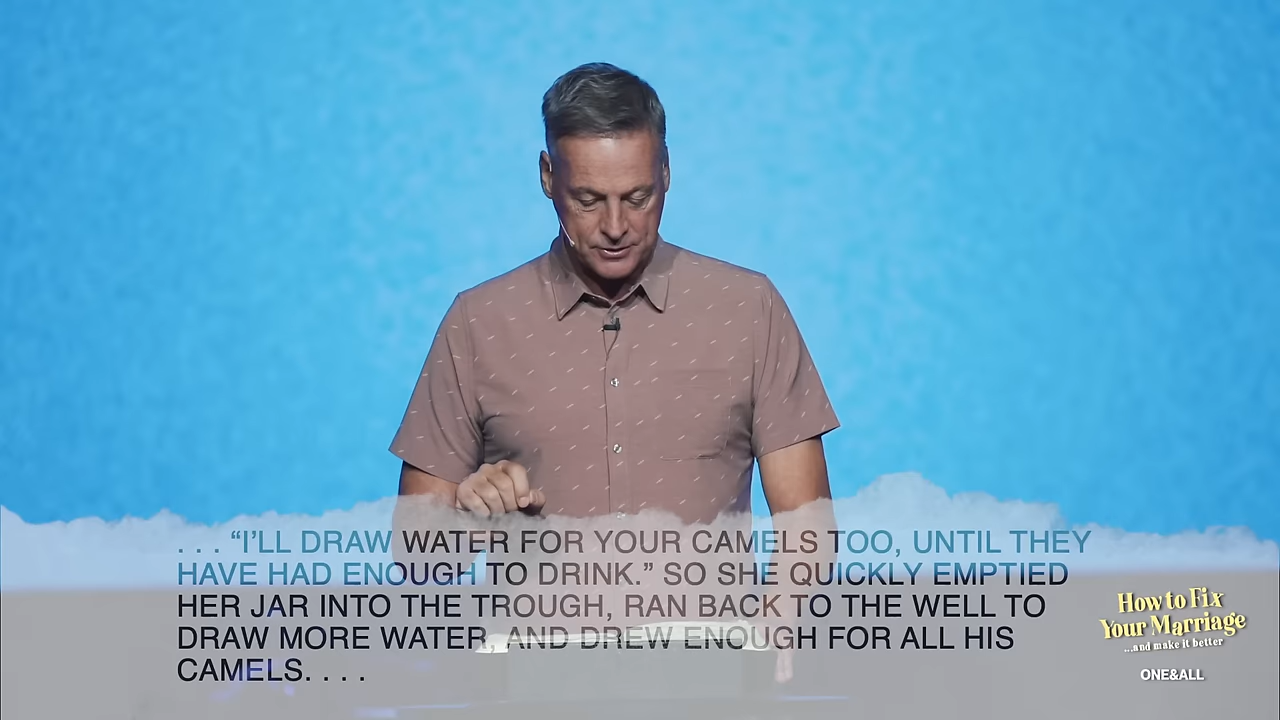 . . . “I’LL DRAW WATER FOR YOUR CAMELS TOO, UNTIL THEY
HAVE HAD ENOUGH TO DRINK.” SO SHE QUICKLY EMPTIED
HER JAR INTO THE TROUGH, RAN BACK TO THE WELL TO
DRAW MORE WATER, AND DREW ENOUGH FOR ALL HIS
CAMELS. . . .
How to Fix
Your Marriage
...and make it better
ONE&ALL